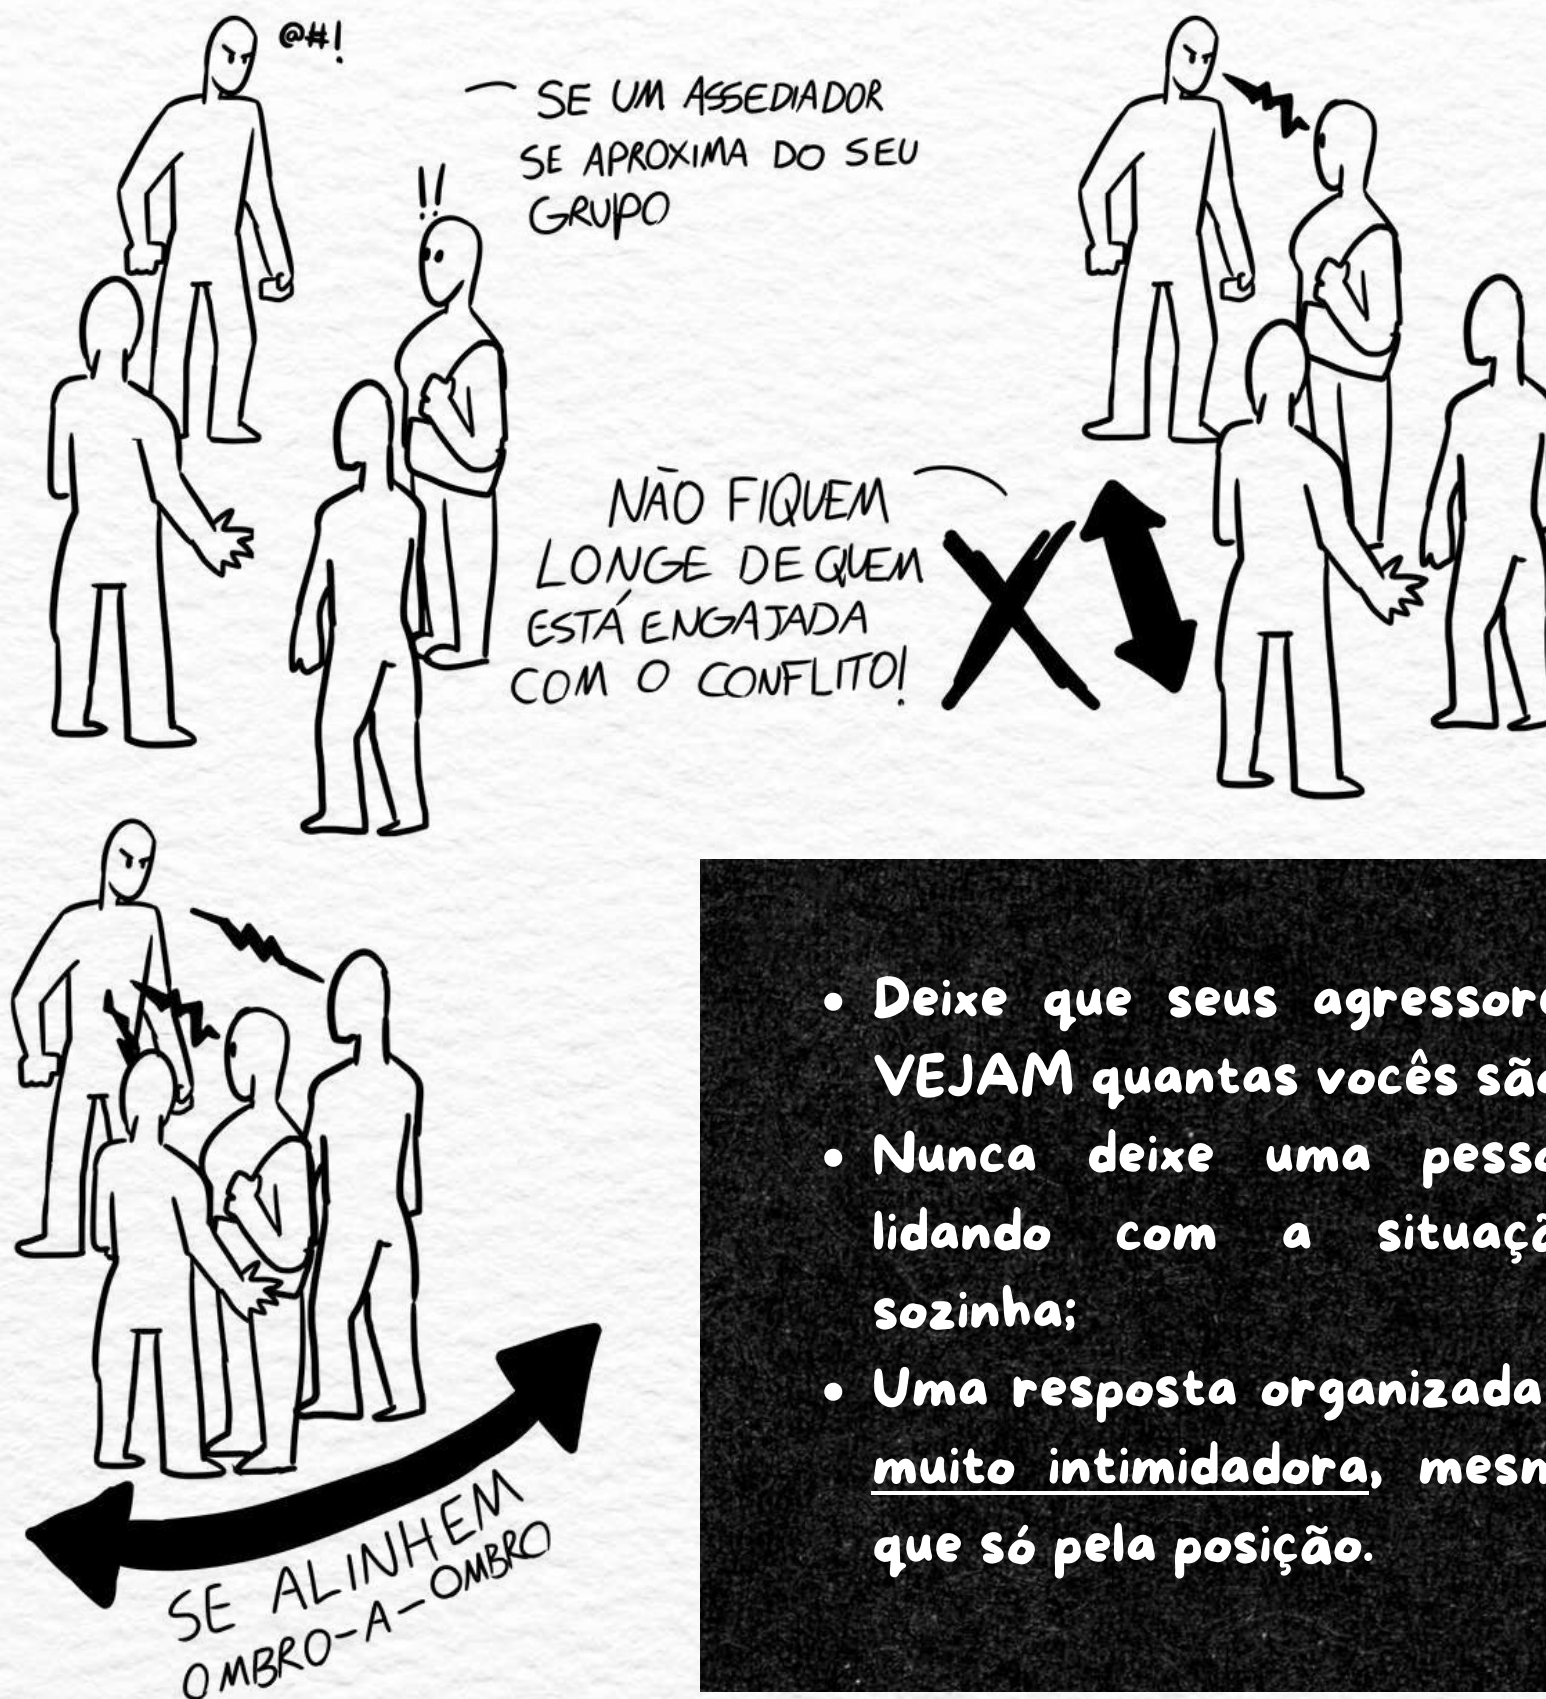 @#!
SE UM ASSEDIADOR
SE APROXIMA DO SEU
GRUPO
!!
NÃO FIQUEM
LONGE DE QUEM
ESTÁ ENGAJADA
COM O CONFLITO!
SE ALINHEM
OMBRO-A-OMBRO
• Deixe que seus
VEJAM quantas vocês
• Nunca deixe uma
lidando com a
sozinha;
• Uma resposta organizada
muito intimidadora,
que só pela posição.